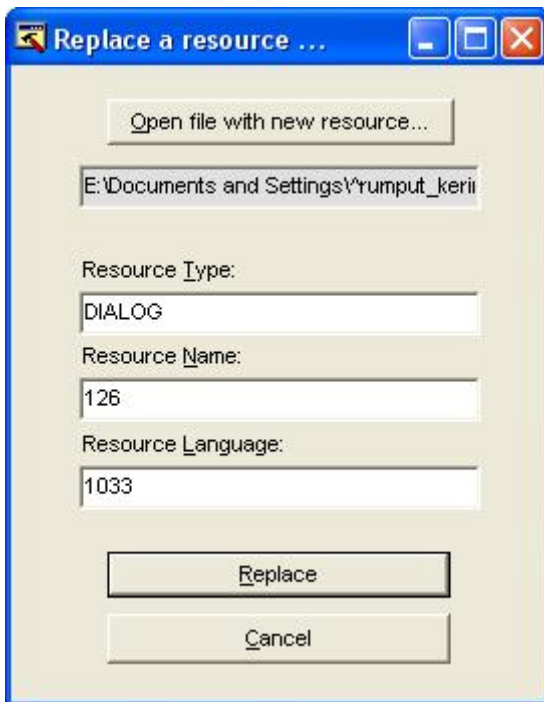 Replace a resource ...
Open file with new resource...
E:\Documents and Settings\^rumput_kerin
Resource Type:
DIALOG
Resource Name:
126
Resource Language:
1033
Replace
Cancel